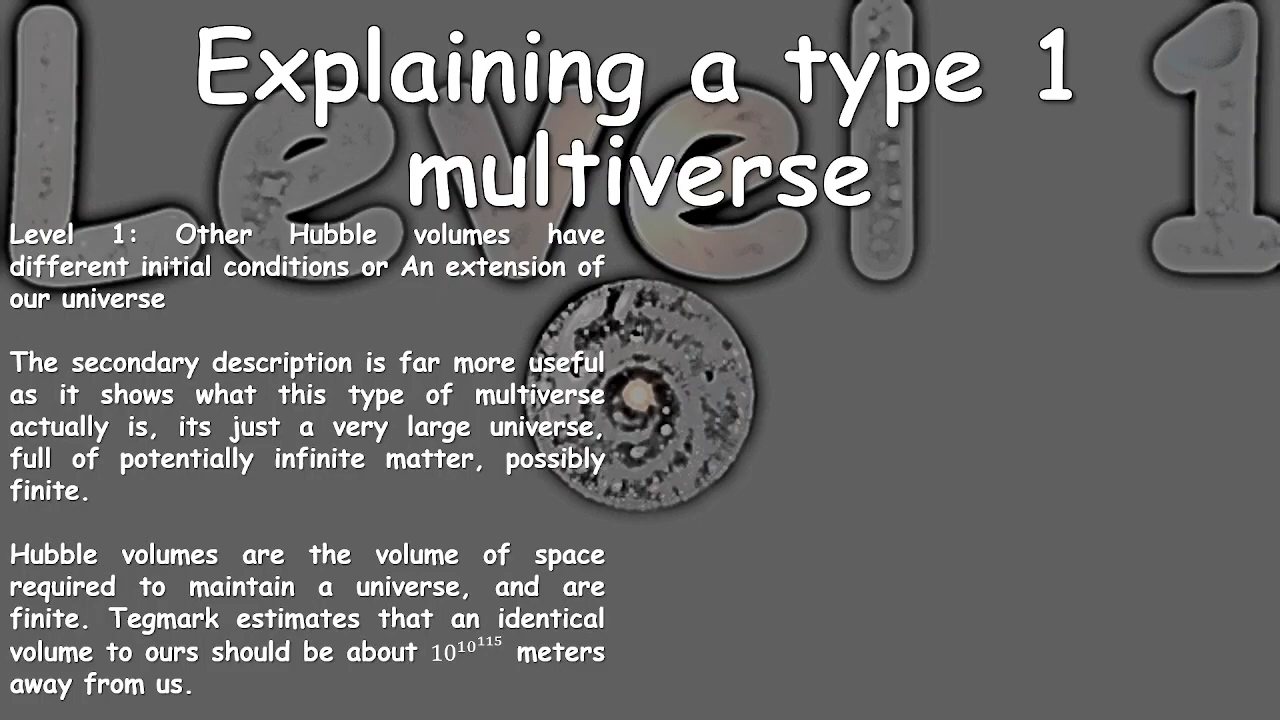 Level 1
Explaining a type 1
multiverse
Level 1: Other Hubble volumes have
different initial conditions or An extension of
our universe
The secondary description is far more useful
as it shows what this type of multiverse
actually is, its just a very large universe,
full of potentially infinite matter, possibly
finite.
Hubble volumes are the volume of space
required to maintain a universe, and are
finite. Tegmark estimates that an identical
volume to ours should be about 10^10^115 meters
away from us.